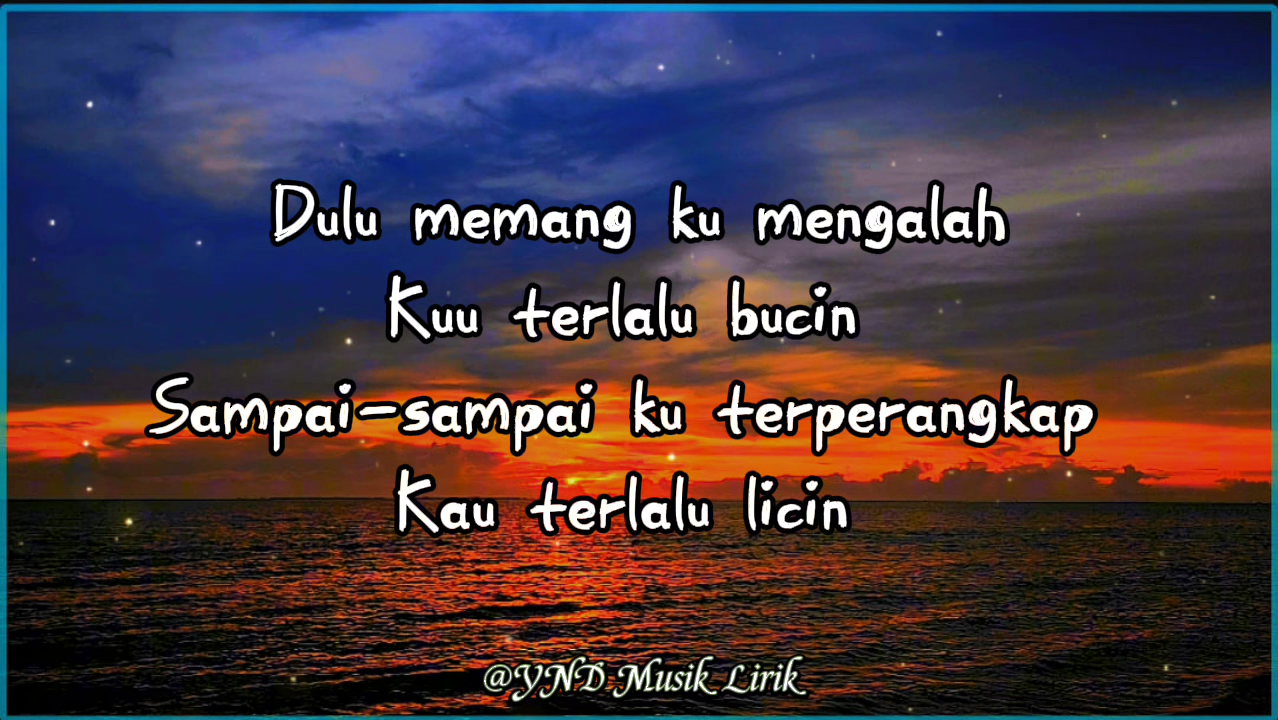 Dulu memang ku mengalah
Kuu terlalu bucin
Sampai-sampai ku terperangkap
Kau terlalu licin
@YND Musik Lirik